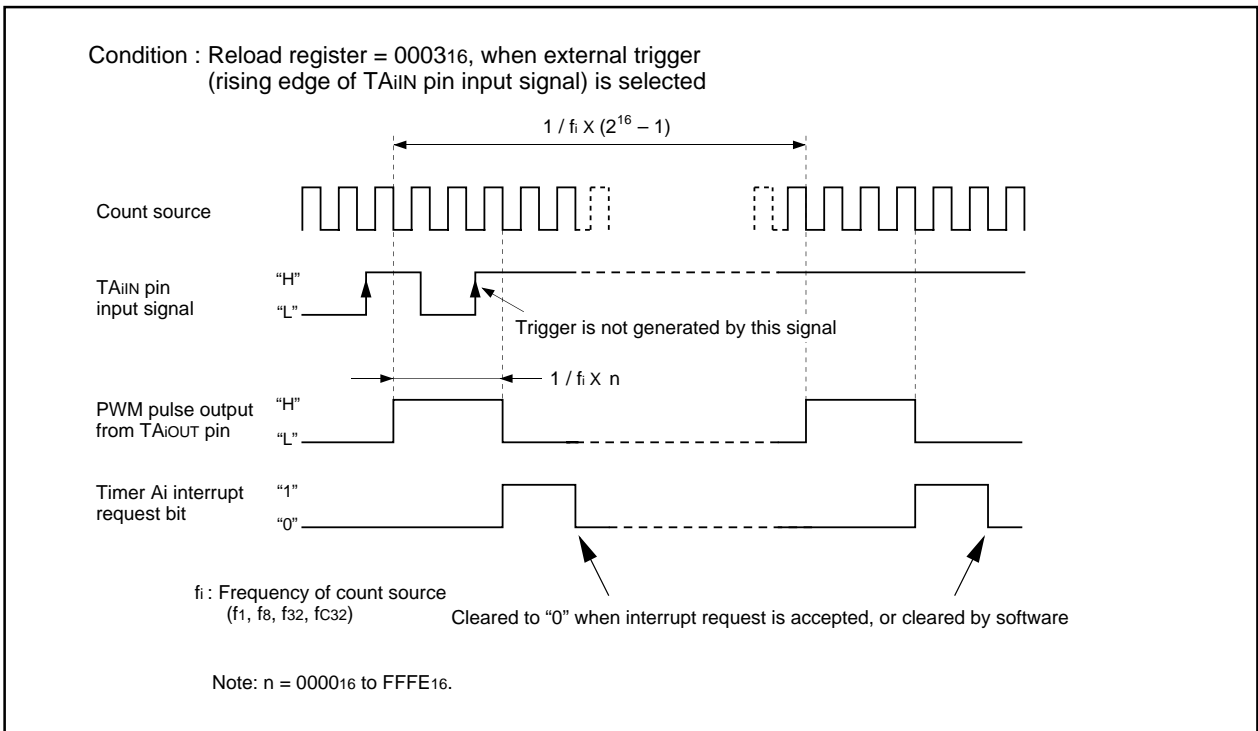 Condition : Reload register = 000316, when external trigger
(rising edge of TAiIN pin input signal) is selected
1 / fi X (2^16 – 1)
Count source
TAiIN pin
input signal
“H”
“L”
Trigger is not generated by this signal
1 / fi X n
PWM pulse output
from TAiOUT pin
“H”
“L”
Timer Ai interrupt
request bit
“1”
“0”
fi : Frequency of count source
(f1, f8, f32, fC32)
Cleared to “0” when interrupt request is accepted, or cleared by software
Note: n = 000016 to FFFE16.